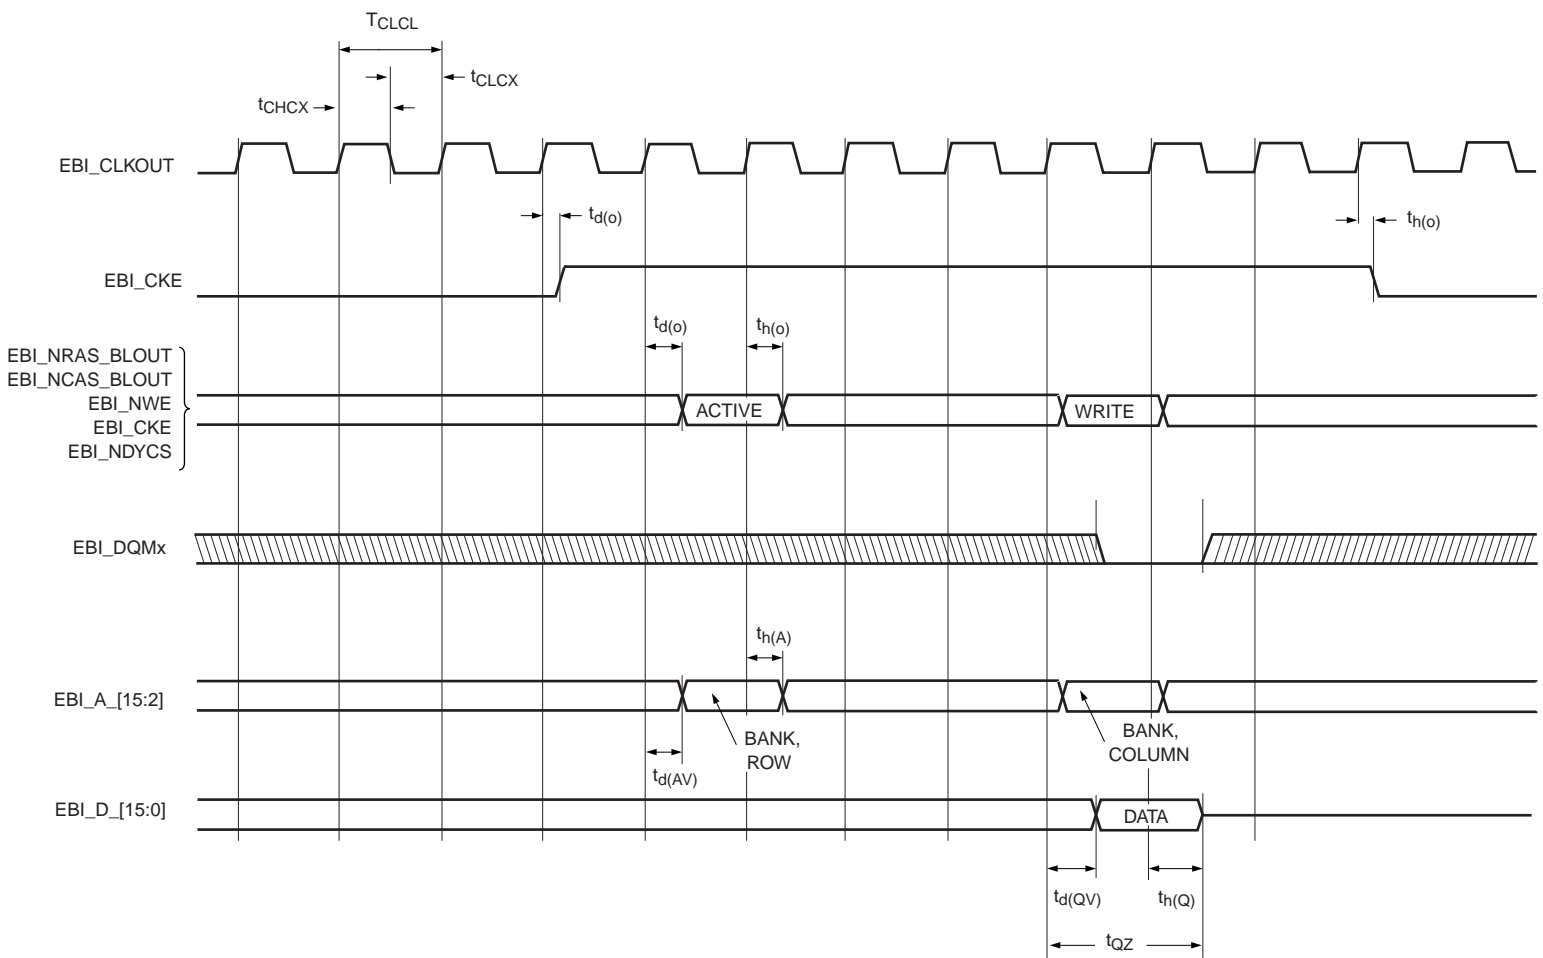 TCLCL
tCLCX
tCHCX
EBI_CLKOUT
td(o)
th(o)
EBI_CKE
td(o)
th(o)
EBI_NRAS_BLOUT
EBI_NCAS_BLOUT
EBI_NWE
EBI_CKE
EBI_NDYCS
ACTIVE
WRITE
EBI_DQMx
th(A)
EBI_A_[15:2]
BANK,
ROW
BANK,
COLUMN
td(AV)
EBI_D_[15:0]
DATA
td(QV)
th(Q)
tQZ